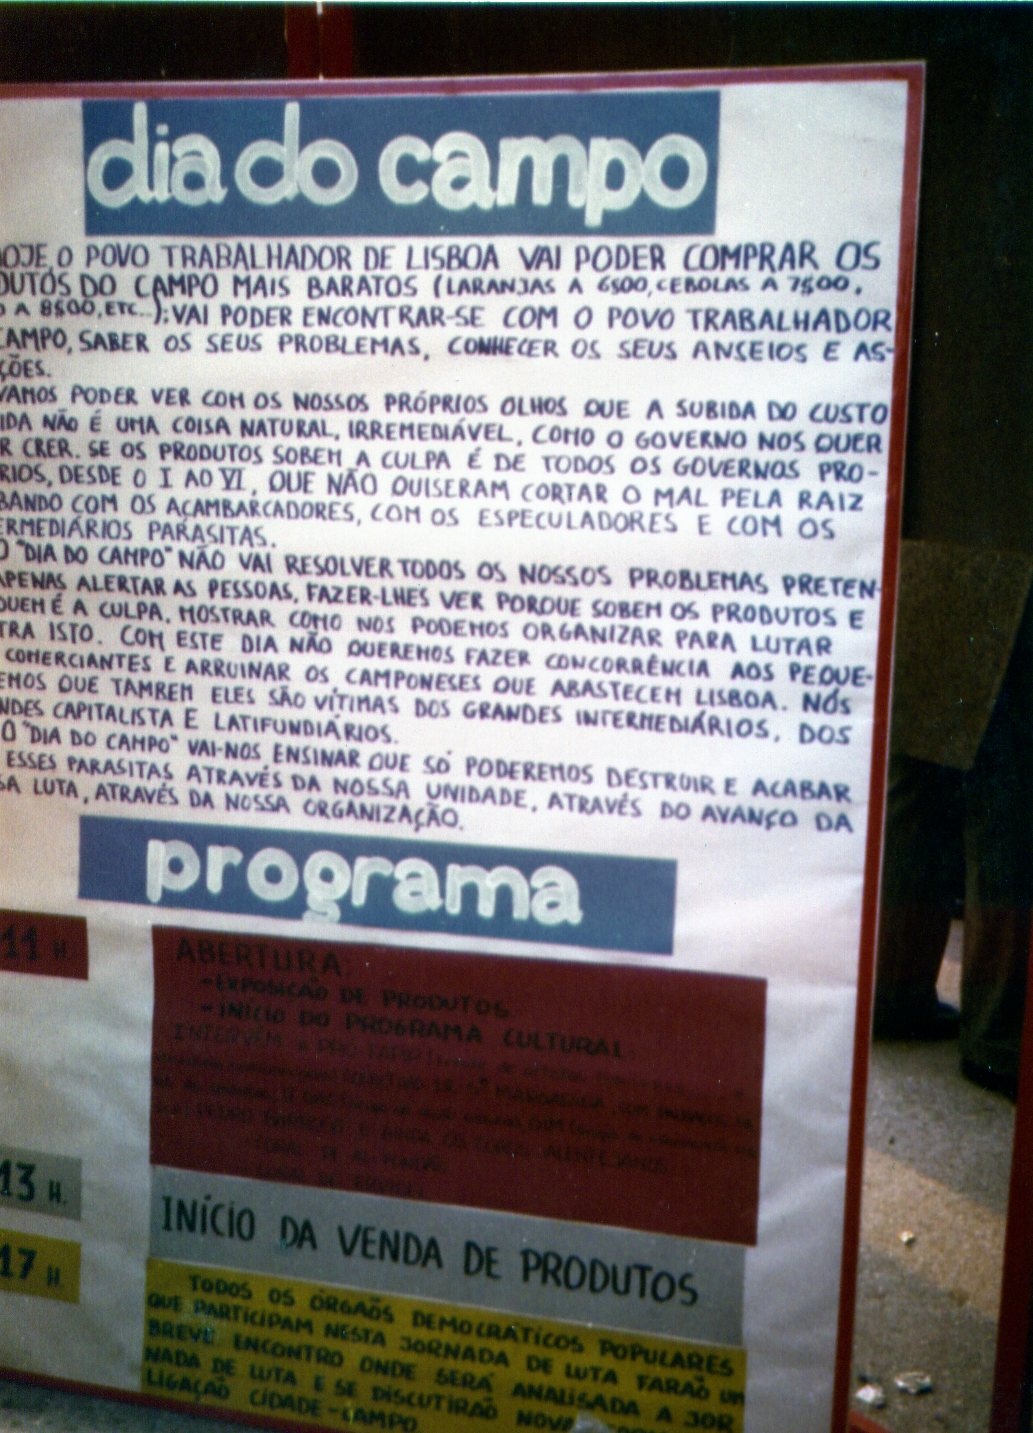 dia do campo
OJE O POVO TRABALHADOR DE LISBOA VAI PODER COMPRAR OS
DUTOS DO CAMPO MAIS BARATOS (LARANJAS A 6$00, CEBOLAS A 7$00,
A 8$00, ETC...): VAI PODER ENCONTRAR-SE COM O POVO TRABALHADOR
CAMPO, SABER OS SEUS PROBLEMAS, CONHECER OS SEUS ANSEIOS E AS-
ÇÕES.
VAMOS PODER VER COM OS NOSSOS PRÓPRIOS OLHOS QUE A SUBIDA DO CUSTO
IDA NÃO É UMA COISA NATURAL, IRREMEDIÁVEL, COMO O GOVERNO NOS QUER
R CRER. SE OS PRODUTOS SOBEM A CULPA É DE TODOS OS GOVERNOS PRO-
RIOS, DESDE O I AO VI, QUE NÃO QUISERAM CORTAR O MAL PELA RAIZ
BANDO COM OS AÇAMBARCADORES, COM OS ESPECULADORES E COM OS
ERMEDIÁRIOS PARASITAS.
O "DIA DO CAMPO" NÃO VAI RESOLVER TODOS OS NOSSOS PROBLEMAS PRETEN-
APENAS ALERTAR AS PESSOAS, FAZER-LHES VER PORQUE SOBEM OS PRODUTOS E
QUEM É A CULPA, MOSTRAR COMO NOS PODEMOS ORGANIZAR PARA LUTAR
TRA ISTO. COM ESTE DIA NÃO QUEREMOS FAZER CONCORRÊNCIA AOS PEQUE-
COMERCIANTES E ARRUINAR OS CAMPONESES QUE ABASTECEM LISBOA. NÓS
EMOS QUE TAMBEM ELES SÃO VÍTIMAS DOS GRANDES INTERMEDIÁRIOS, DOS
NDES CAPITALISTA E LATIFUNDIÁRIOS.
O "DIA DO CAMPO" VAI-NOS ENSINAR QUE SÓ PODEREMOS DESTRUIR E ACABAR
ESSES PARASITAS ATRAVÉS DA NOSSA UNIDADE, ATRAVÉS DO AVANÇO DA
SA LUTA, ATRAVÉS DA NOSSA ORGANIZAÇÃO.
programa
11 H.
ABERTURA:
- EXPOSIÇÃO DE PRODUTOS
- INÍCIO DO PROGRAMA CULTURAL:
13 H.
INÍCIO DA VENDA DE PRODUTOS
17 H.
TODOS OS ÓRGÃOS DEMOCRÁTICOS POPULARES
QUE PARTICIPAM NESTA JORNADA DE LUTA FARÃO UM
BREVE ENCONTRO ONDE SERÁ ANALISADA A JOR
NADA DE LUTA E SE DISCUTIRÃO NOVA
LIGAÇÃO CIDADE-CAMPO